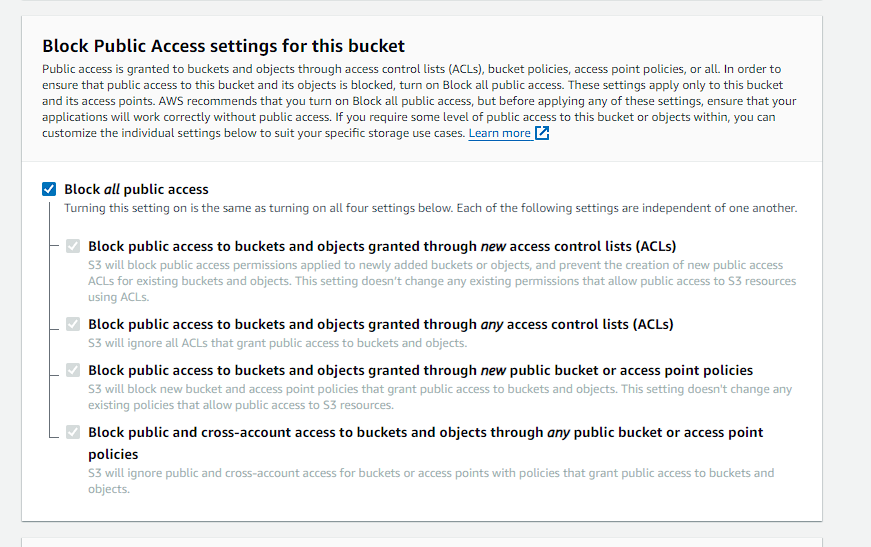 Block Public Access settings for this bucket
Public access is granted to buckets and objects through access control lists (ACLs), bucket policies, access point policies, or all. In order to
ensure that public access to this bucket and its objects is blocked, turn on Block all public access. These settings apply only to this bucket
and its access points. AWS recommends that you turn on Block all public access, but before applying any of these settings, ensure that your
applications will work correctly without public access. If you require some level of public access to this bucket or objects within, you can
customize the individual settings below to suit your specific storage use cases. Learn more
Block all public access
Turning this setting on is the same as turning on all four settings below. Each of the following settings are independent of one another.
Block public access to buckets and objects granted through new access control lists (ACLs)
S3 will block public access permissions applied to newly added buckets or objects, and prevent the creation of new public access
ACLs for existing buckets and objects. This setting doesn't change any existing permissions that allow public access to S3 resources
using ACLs.
Block public access to buckets and objects granted through any access control lists (ACLs)
S3 will ignore all ACLs that grant public access to buckets and objects.
Block public access to buckets and objects granted through new public bucket or access point policies
S3 will block new bucket and access point policies that grant public access to buckets and objects. This setting doesn't change any
existing policies that allow public access to S3 resources.
Block public and cross-account access to buckets and objects through any public bucket or access point
policies
S3 will ignore public and cross-account access for buckets or access points with policies that grant public access to buckets and
objects.